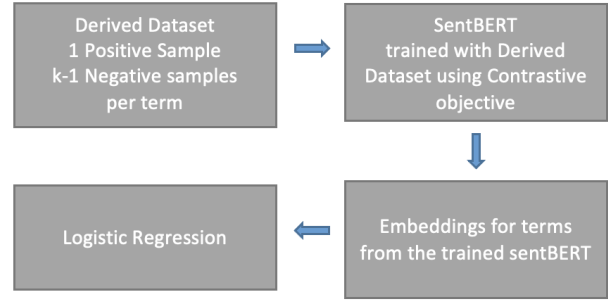 Derived Dataset
1 Positive Sample
k-1 Negative samples
per term
SentBERT
trained with Derived
Dataset using Contrastive
objective
Embeddings for terms
from the trained sentBERT
Logistic Regression